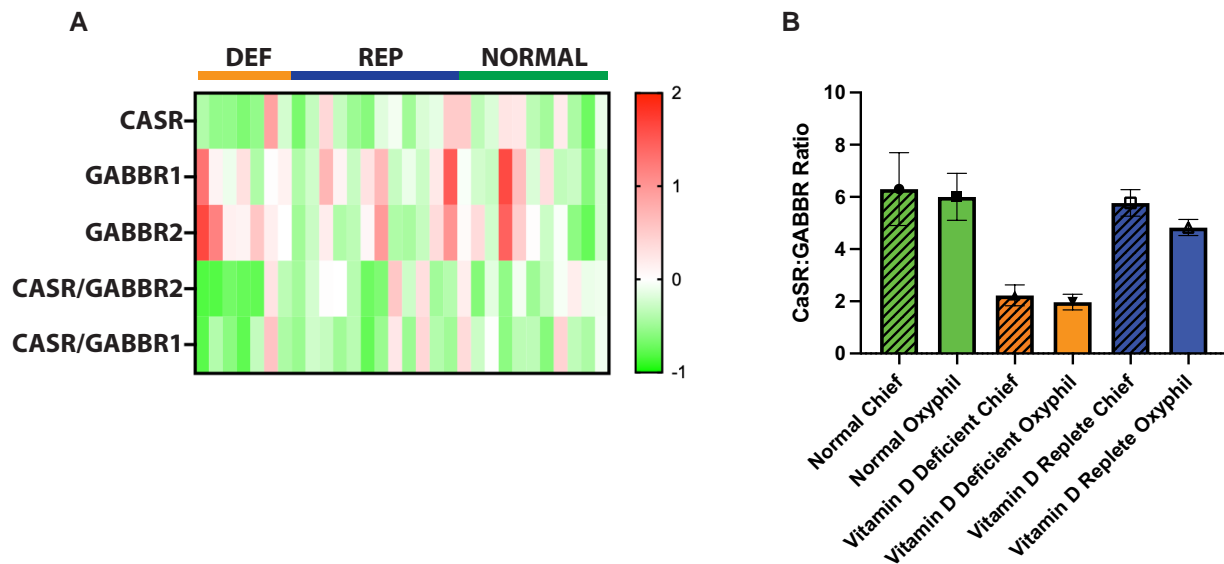 A
DEF REP NORMAL
CASR
GABBR1
GABBR2
CASR/GABBR2
CASR/GABBR1
2
1
0
-1
B
CaSR:GABBR Ratio
10
8
6
4
2
0
Normal Chief
Normal Oxyphil
Vitamin D Deficient Chief
Vitamin D Deficient Oxyphil
Vitamin D Replete Chief
Vitamin D Replete Oxyphil